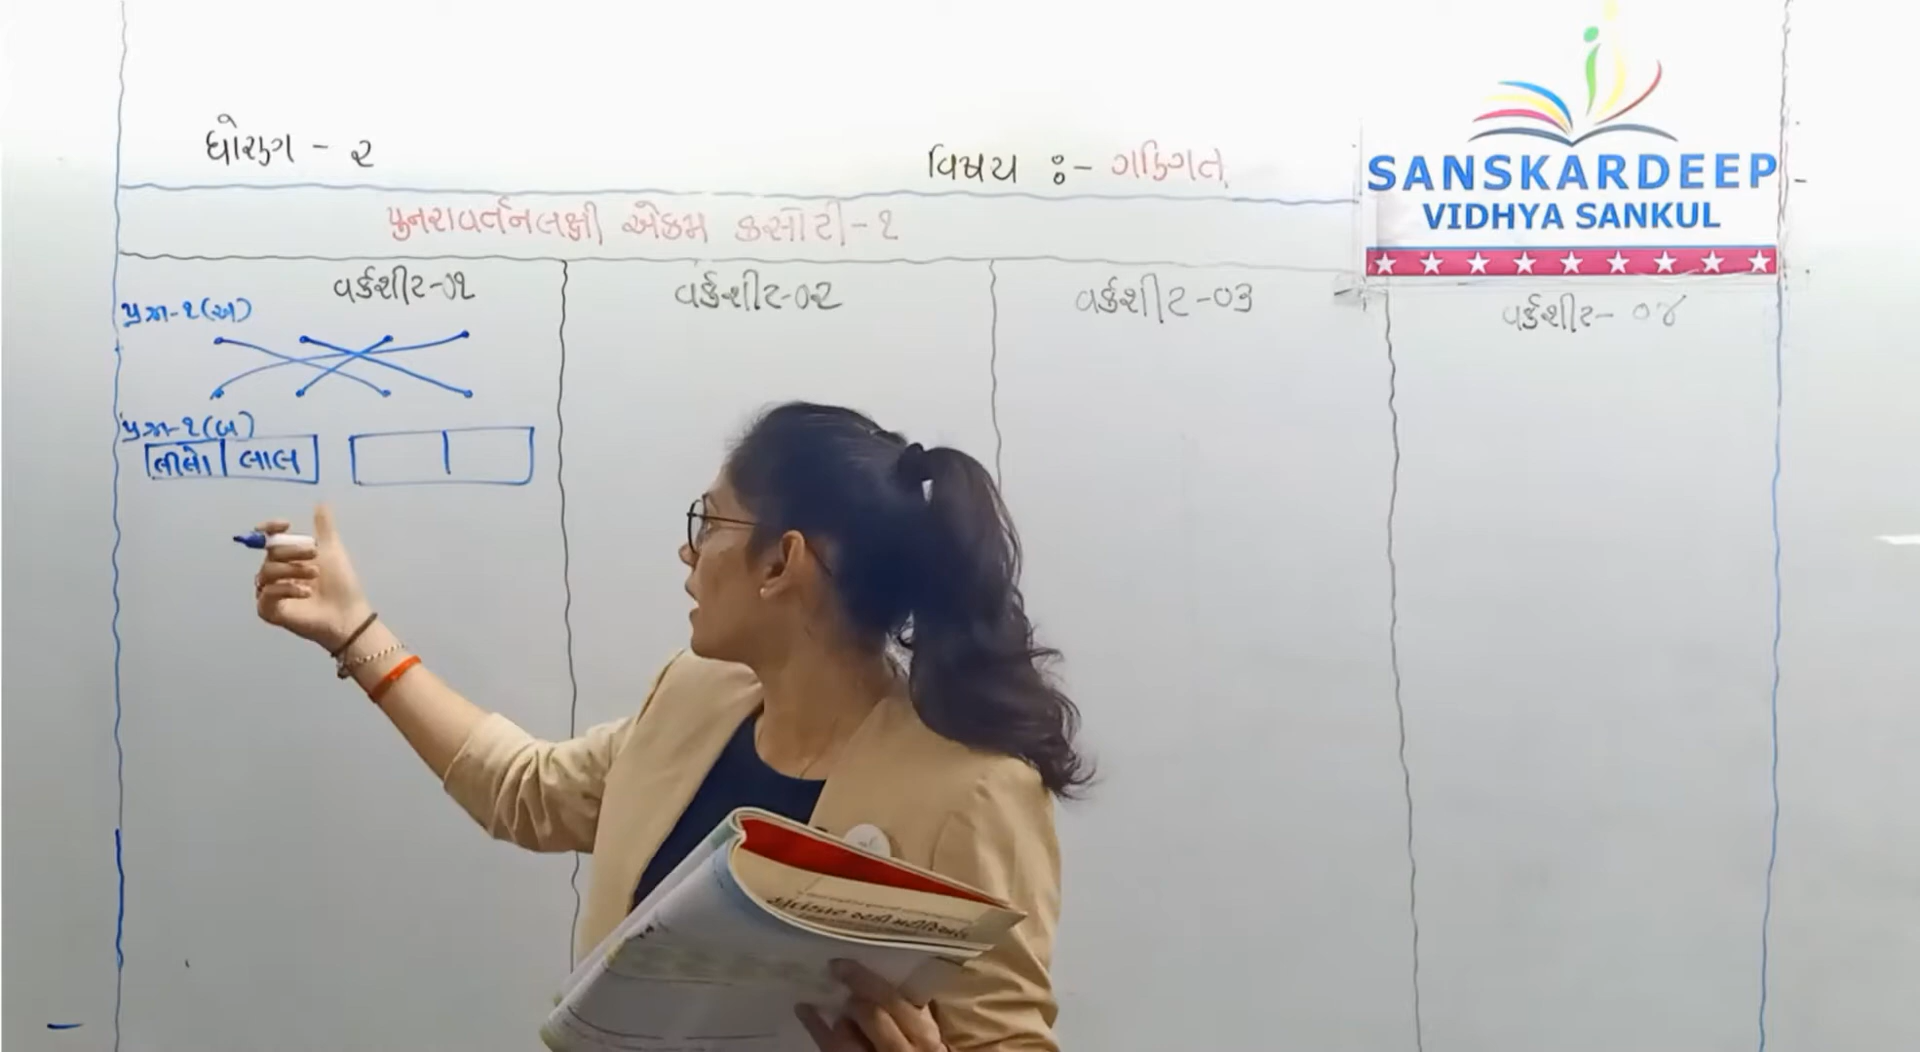 ધોરણ - ૨
વિષય :- ગણિત
SANSKARDEEP
VIDHYA SANKUL
પુનરાવર્તનલક્ષી એકમ કસોટી-૧
વર્કશીટ-૦૧
વર્કશીટ-૦૨
વર્કશીટ-૦૩
વર્કશીટ- ૦૪
પ્રશ્ન-૧(અ)
પ્રશ્ન-૧(બ)
લીલો લાલ